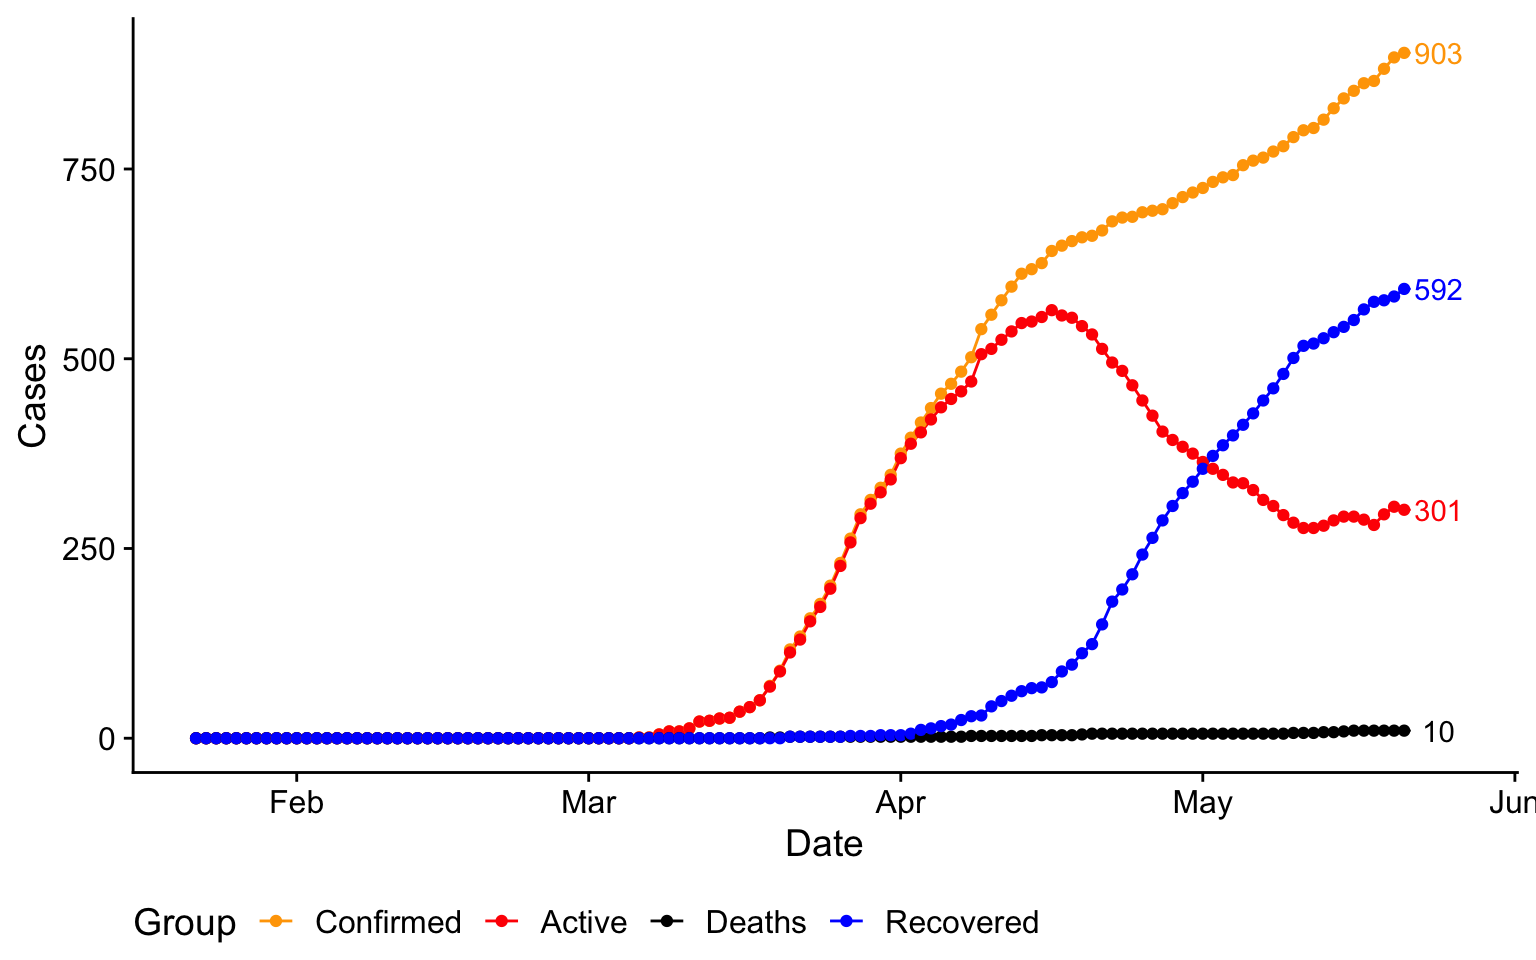 903
750
592
500
Cases
301
250
10
0
Feb Mar Apr May Jun
Date
Group Confirmed Active Deaths Recovered